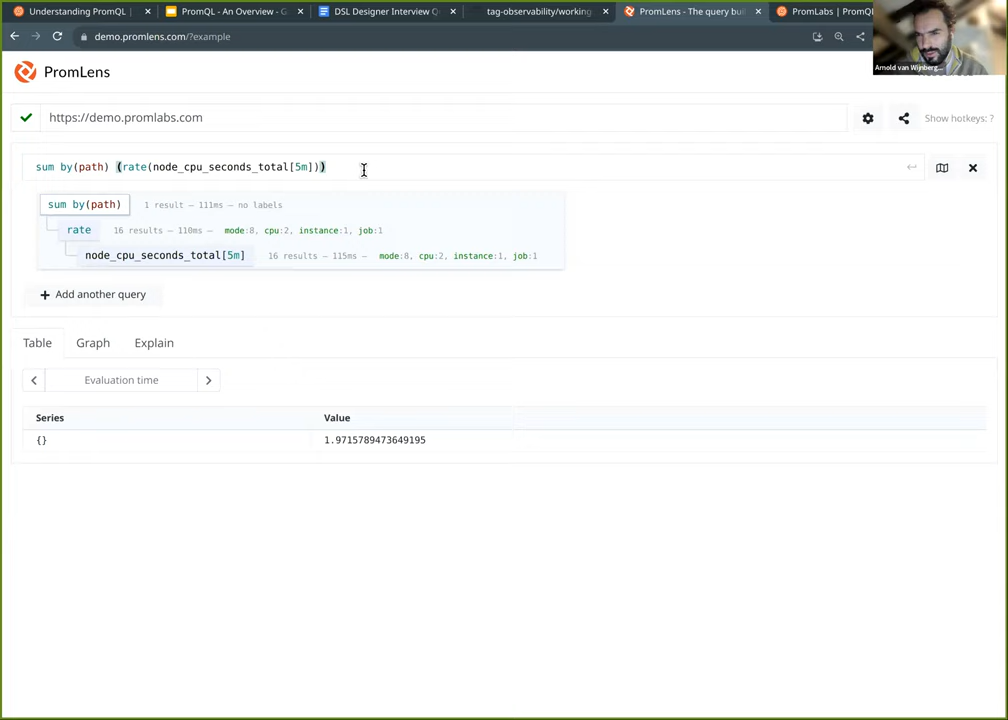 Understanding PromQL |
PromQL - An Overview - G
DSL Designer Interview Q
tag-observability/working
PromLens - The query bui
PromLabs | PromQL
demo.promlens.com/?example
Arnold van Wijnberg...
PromLens
https://demo.promlabs.com
Show hotkeys: ?
sum by(path) (rate(node_cpu_seconds_total[5m]))
sum by(path) 1 result – 111ms – no labels
rate 16 results – 110ms – mode:8, cpu:2, instance:1, job:1
node_cpu_seconds_total[5m] 16 results – 115ms – mode:8, cpu:2, instance:1, job:1
+ Add another query
Table Graph Explain
< Evaluation time >
Series Value
{} 1.9715789473649195